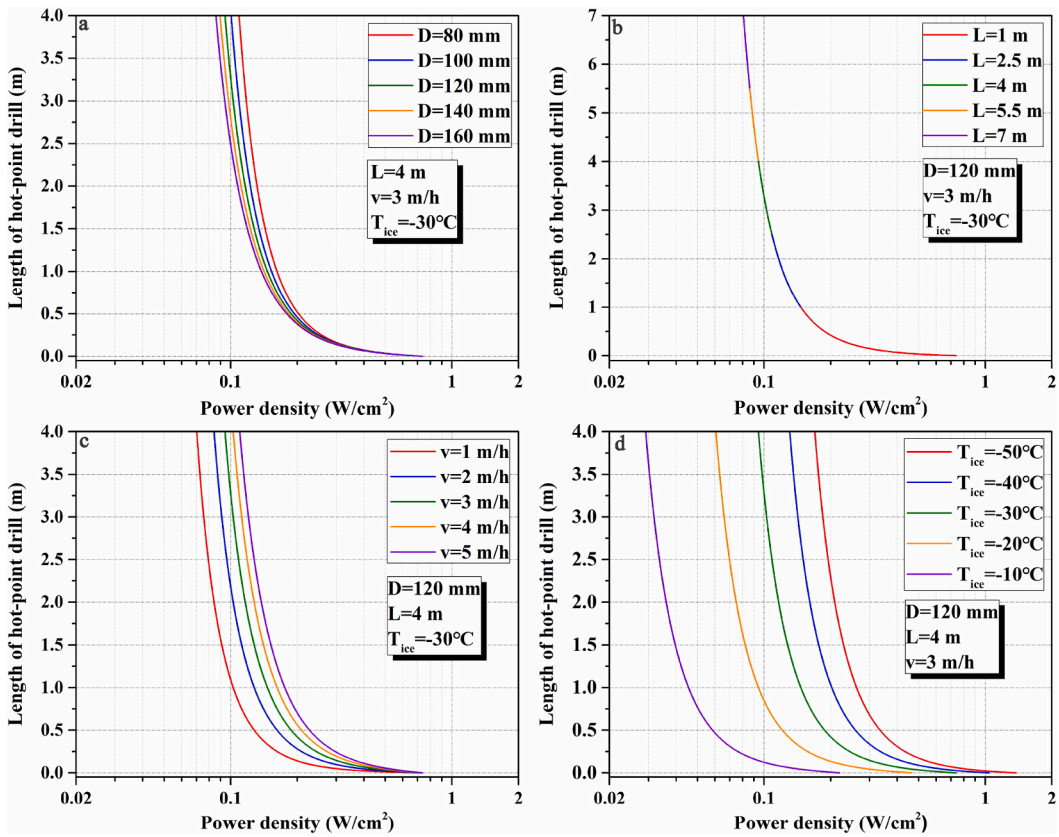 a
D=80 mm
D=100 mm
D=120 mm
D=140 mm
D=160 mm
L=4 m
v=3 m/h
Tice=-30℃
4.0
3.5
3.0
2.5
2.0
1.5
1.0
0.5
0.0
0.02
0.1
1
2
Length of hot-point drill (m)
Power density (W/cm²)
b
L=1 m
L=2.5 m
L=4 m
L=5.5 m
L=7 m
D=120 mm
v=3 m/h
Tice=-30℃
7
6
5
4
3
2
1
0
0.02
0.1
1
2
Length of hot-point drill (m)
Power density (W/cm²)
c
v=1 m/h
v=2 m/h
v=3 m/h
v=4 m/h
v=5 m/h
D=120 mm
L=4 m
Tice=-30℃
4.0
3.5
3.0
2.5
2.0
1.5
1.0
0.5
0.0
0.02
0.1
1
2
Length of hot-point drill (m)
Power density (W/cm²)
d
Tice=-50℃
Tice=-40℃
Tice=-30℃
Tice=-20℃
Tice=-10℃
D=120 mm
L=4 m
v=3 m/h
4.0
3.5
3.0
2.5
2.0
1.5
1.0
0.5
0.0
0.02
0.1
1
2
Length of hot-point drill (m)
Power density (W/cm²)